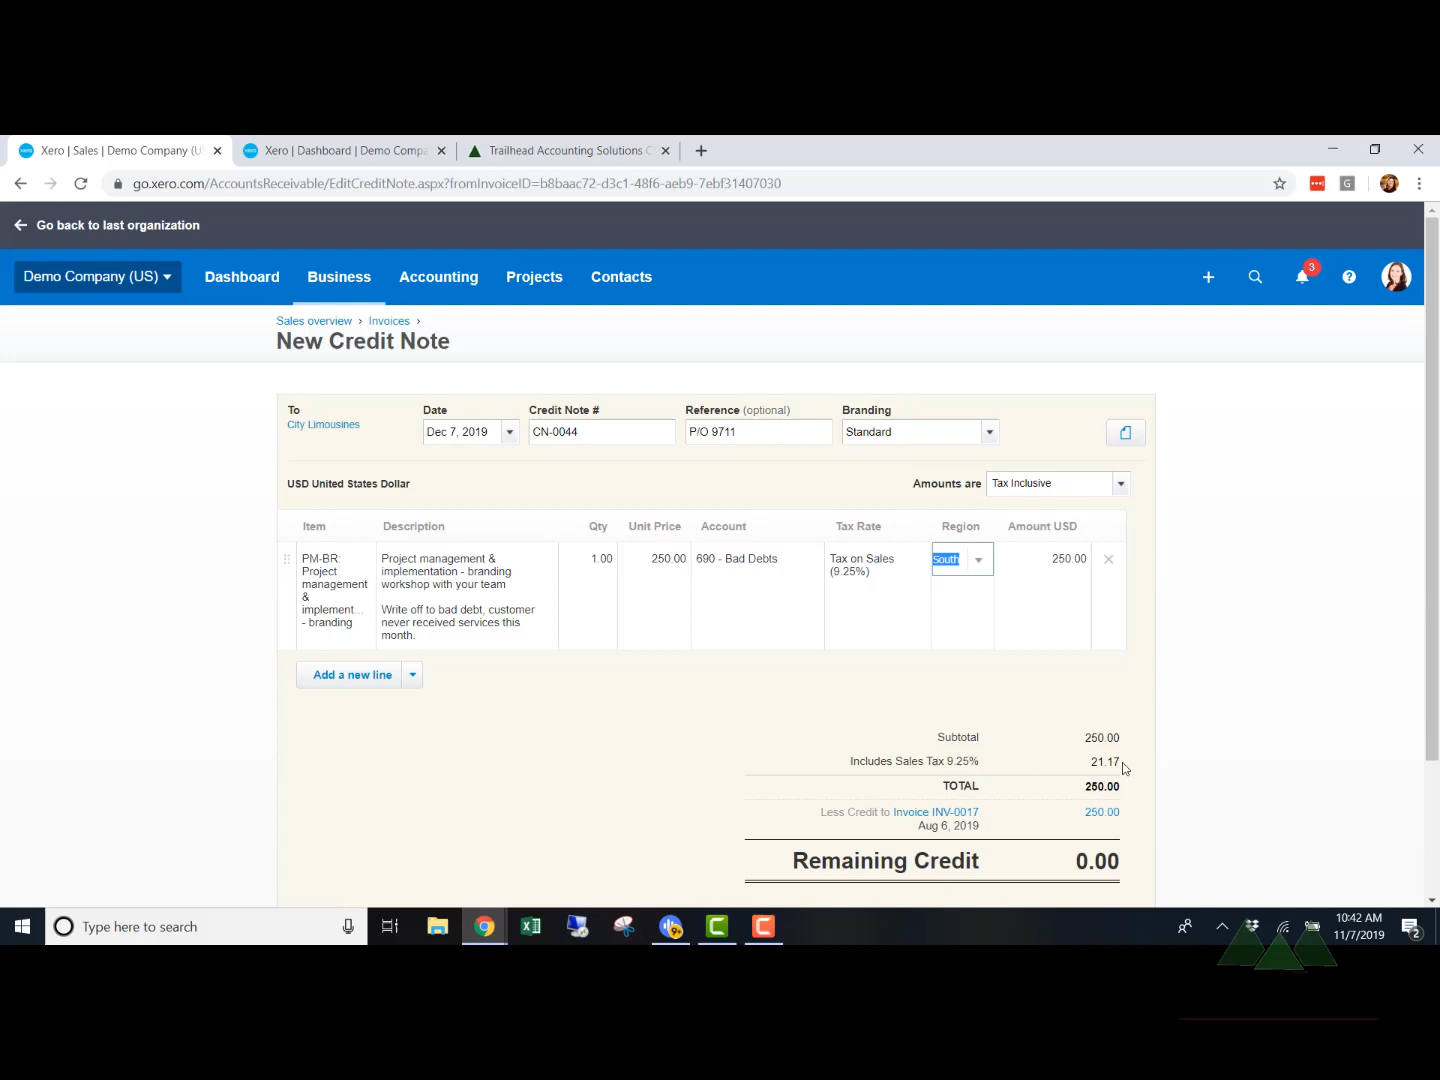 Xero | Sales | Demo Company (U
Xero | Dashboard | Demo Compa
Trailhead Accounting Solutions C
go.xero.com/AccountsReceivable/EditCreditNote.aspx?fromInvoiceID=b8baac72-d3c1-48f6-aeb9-7ebf31407030
G
Go back to last organization
Demo Company (US)
Dashboard
Business
Accounting
Projects
Contacts
3
Sales overview › Invoices ›
New Credit Note
To
Date
Credit Note #
Reference (optional)
Branding
City Limousines
Dec 7, 2019
CN-0044
P/O 9711
Standard
USD United States Dollar
Amounts are
Tax Inclusive
Item
Description
Qty
Unit Price
Account
Tax Rate
Region
Amount USD
PM-BR:
Project
management
&
implement...
- branding
Project management &
implementation - branding
workshop with your team
Write off to bad debt, customer
never received services this
month.
1.00
250.00
690 - Bad Debts
Tax on Sales
(9.25%)
South
250.00
Add a new line
Subtotal 250.00
Includes Sales Tax 9.25% 21.17
TOTAL 250.00
Less Credit to Invoice INV-0017 250.00
Aug 6, 2019
Remaining Credit 0.00
Type here to search
9+
10:42 AM
11/7/2019
2